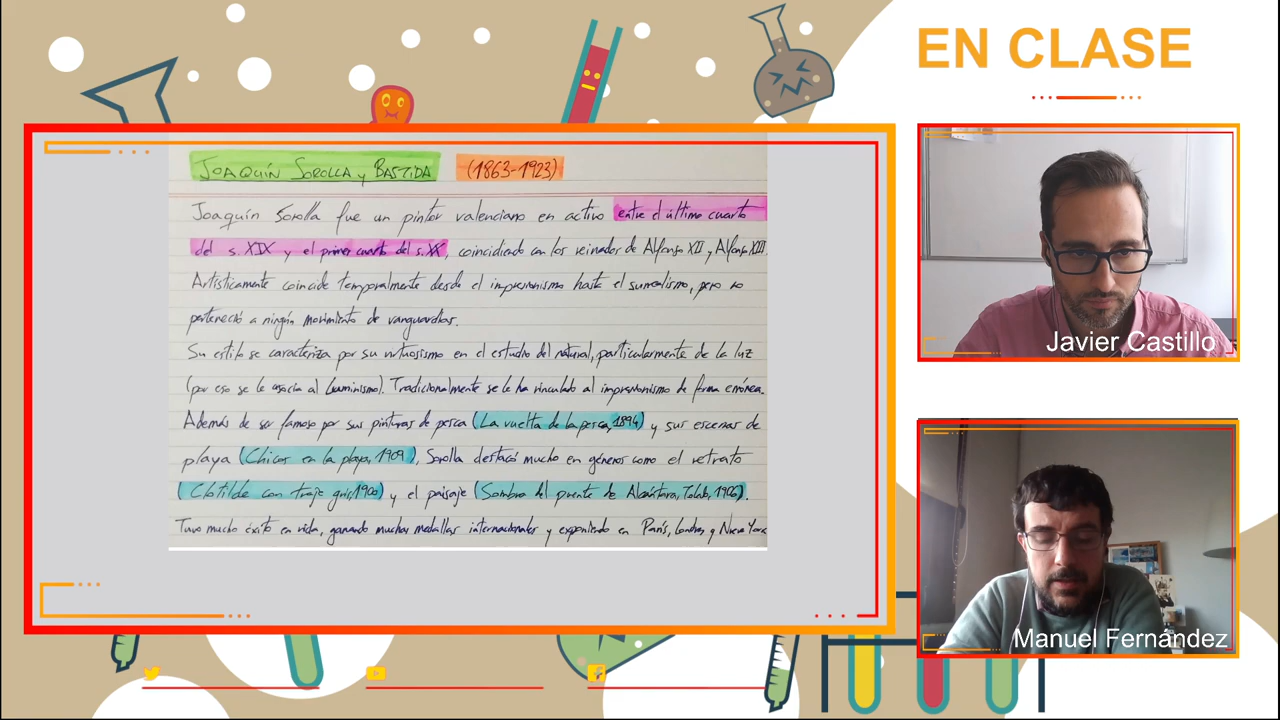 EN CLASE
JOAQUÍN SOROLLA y BASTIDA (1863-1923)
Joaquín Sorolla fue un pintor valenciano en activo entre el último cuarto
del s. XIX y el primer cuarto del s. XX, coincidiendo con los reinados de Alfonso XII y Alfonso XIII.
Artísticamente coincide temporalmente desde el impresionismo hasta el surrealismo, pero no
perteneció a ningún movimiento de vanguardias.
Su estilo se caracteriza por su virtuosismo en el estudio del natural, particularmente de la luz
(por eso se le asocia al luminismo). Tradicionalmente se le ha vinculado al impresionismo de forma errónea.
Además de ser famoso por sus pinturas de pesca (La vuelta de la pesca, 1894) y sus escenas de
playa (Chicos en la playa, 1909), Sorolla destacó mucho en géneros como el retrato
(Clotilde con traje gris, 1900) y el paisaje (Sombra del puente de Alcántara, Toledo, 1906).
Tuvo mucho éxito en vida, ganando muchas medallas internacionales y exponiendo en París, Londres, y Nueva York
Javier Castillo
Manuel Fernández